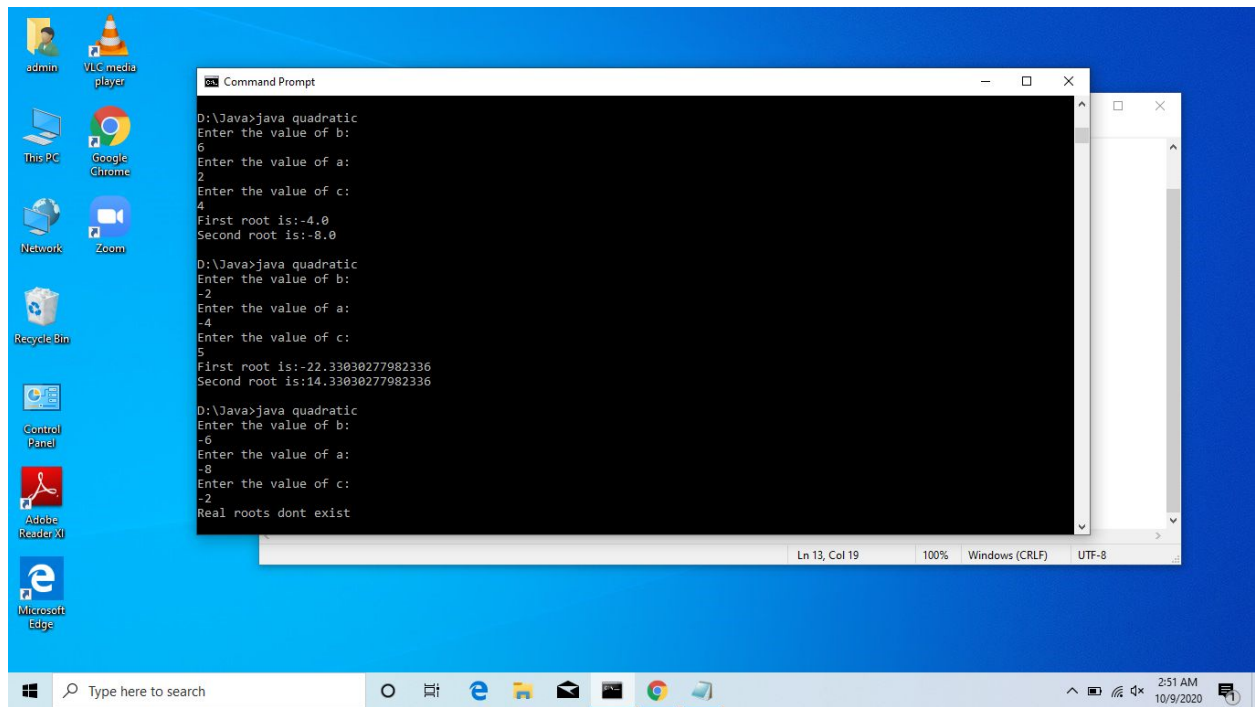 admin
VLC media
player
This PC
Google
Chrome
Network
Zoom
Recycle Bin
Control
Panel
Adobe
Reader XI
Microsoft
Edge
Command Prompt
D:\Java>java quadratic
Enter the value of b:
6
Enter the value of a:
2
Enter the value of c:
4
First root is:-4.0
Second root is:-8.0
D:\Java>java quadratic
Enter the value of b:
-2
Enter the value of a:
-4
Enter the value of c:
5
First root is:-22.33030277982336
Second root is:14.33030277982336
D:\Java>java quadratic
Enter the value of b:
-6
Enter the value of a:
-8
Enter the value of c:
-2
Real roots dont exist
Ln 13, Col 19
100%
Windows (CRLF)
UTF-8
Type here to search
2:51 AM
10/9/2020
1